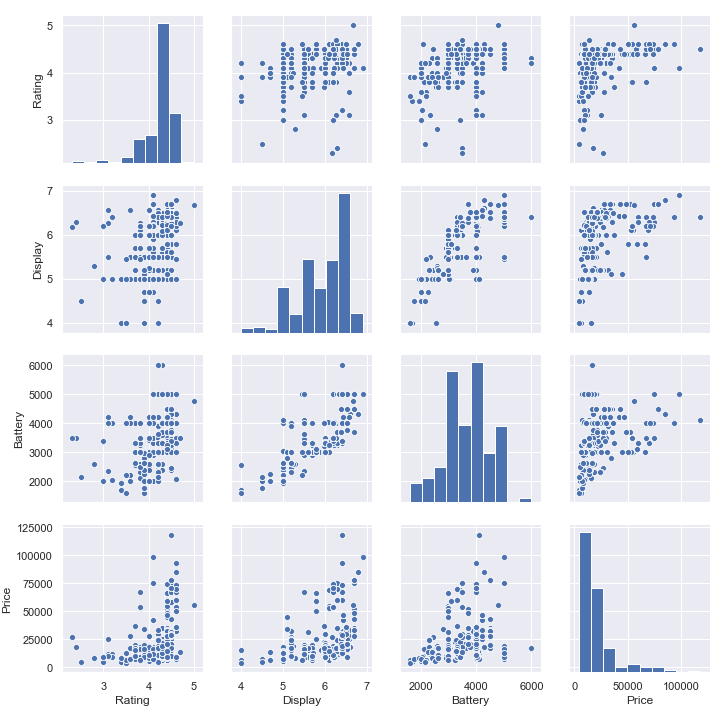 5
4
3
Rating
7
6
5
4
Display
6000
5000
4000
3000
2000
Battery
125000
100000
75000
50000
25000
0
Price
3 4 5
Rating
4 5 6 7
Display
2000 4000 6000
Battery
0 50000 100000
Price